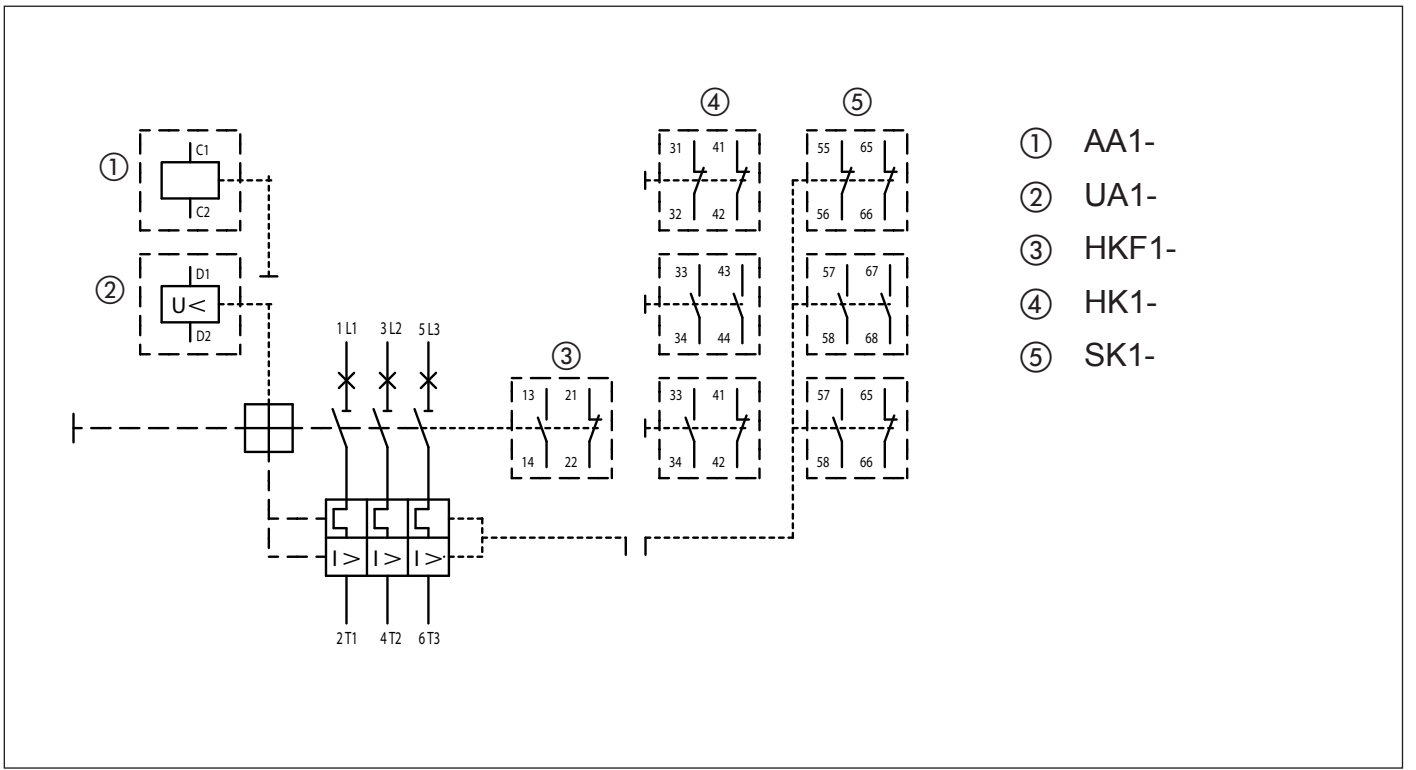 ④ ⑤
① AA1-
② UA1-
③ HKF1-
④ HK1-
⑤ SK1-
①
C1
C2
②
D1
U<
D2
31 41
32 42
55 65
56 66
33 43
34 44
57 67
58 68
1 L1 3 L2 5 L3
③
13 21
14 22
33 41
34 42
57 65
58 66
I > I > I >
2 T1 4 T2 6 T3